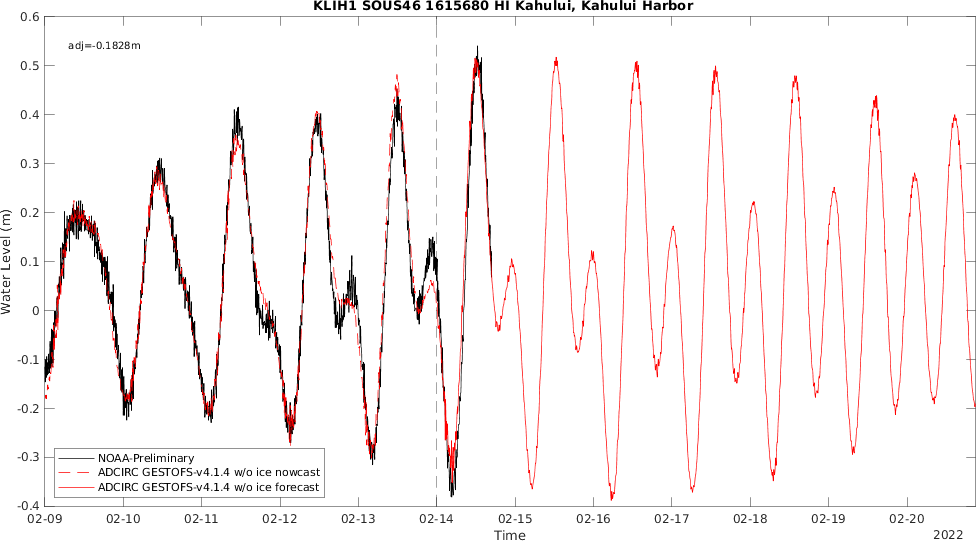 KLIH1 SOUS46 1615680 HI Kahului, Kahului Harbor
0.6
adj=-0.1828m
0.5
0.4
0.3
0.2
0.1
0
-0.1
-0.2
-0.3
-0.4
Water Level (m)
NOAA-Preliminary
ADCIRC GESTOFS-v4.1.4 w/o ice nowcast
ADCIRC GESTOFS-v4.1.4 w/o ice forecast
02-09 02-10 02-11 02-12 02-13 02-14 02-15 02-16 02-17 02-18 02-19 02-20
Time
2022